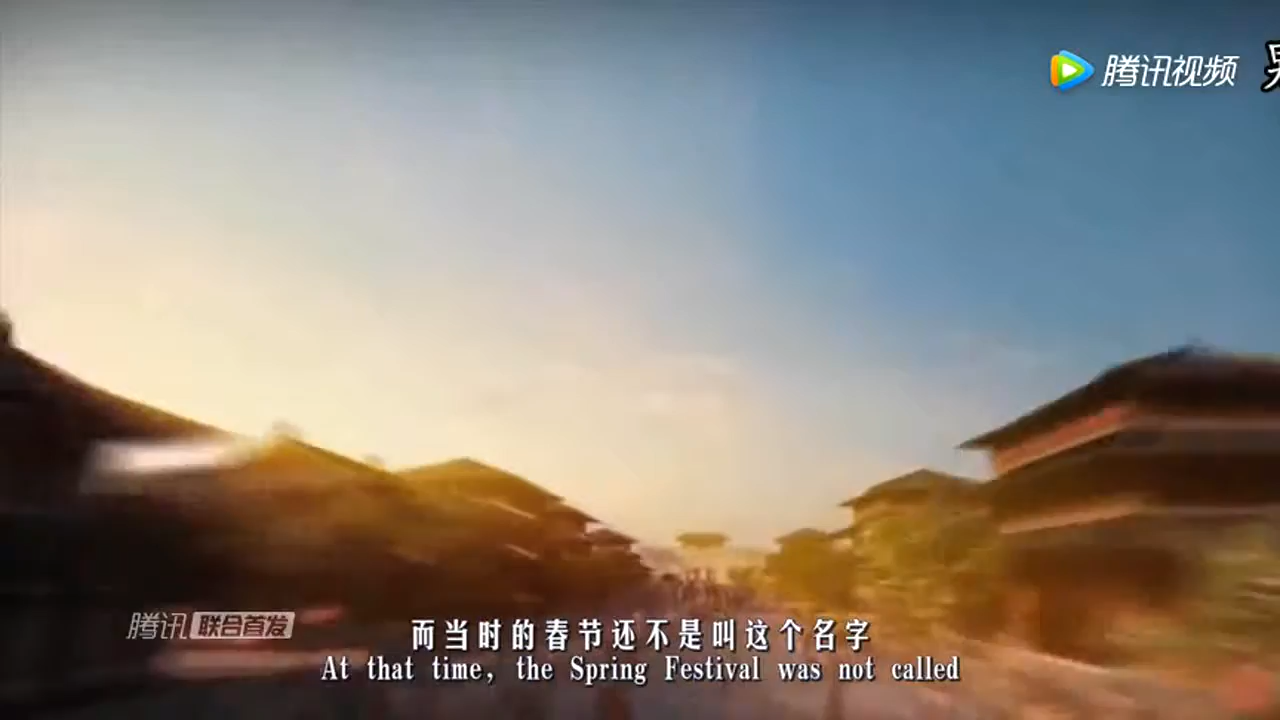 腾讯视频
腾讯 联合首发
而当时的春节还不是叫这个名字
At that time, the Spring Festival was not called